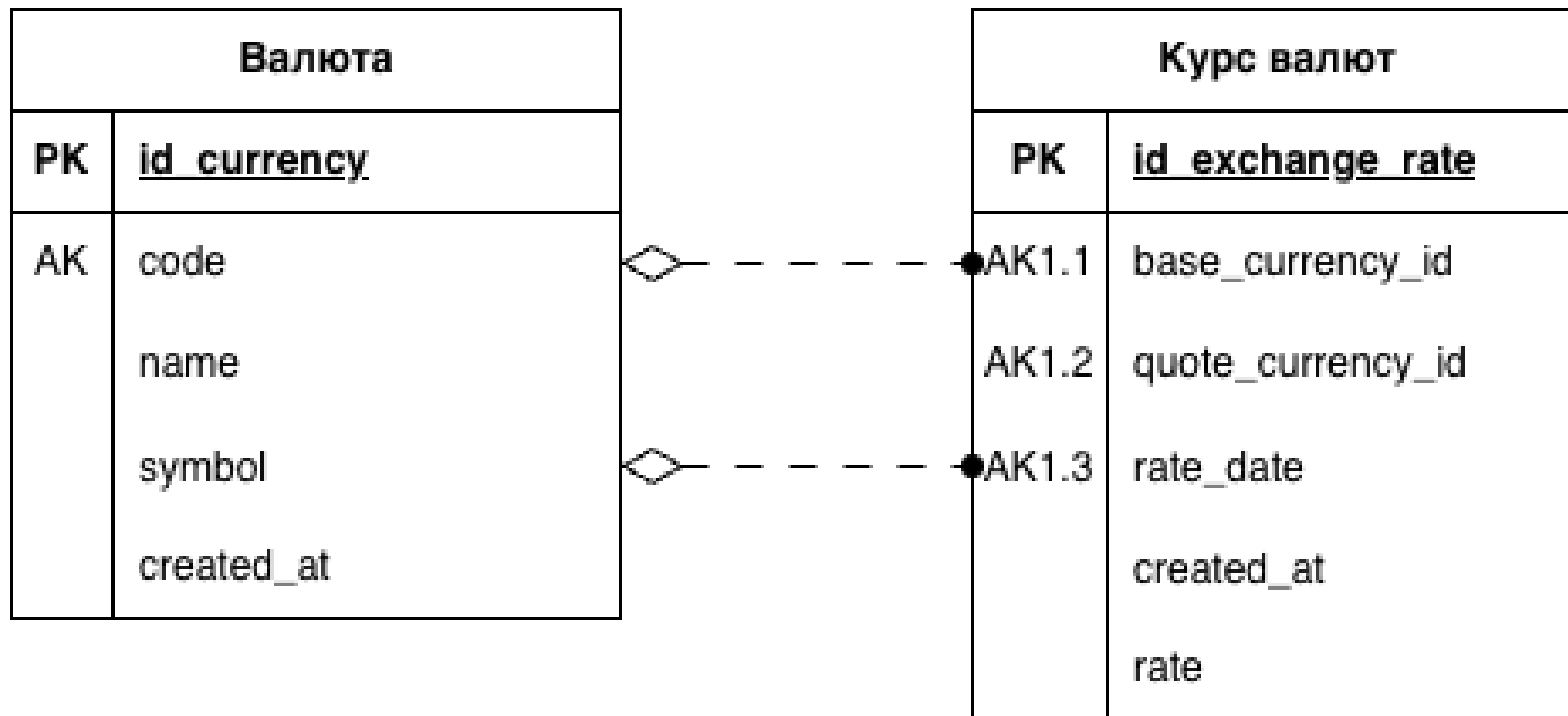 Валюта
PK id_currency
AK code
name
symbol
created_at
Курс валют
PK id_exchange_rate
AK1.1 base_currency_id
AK1.2 quote_currency_id
AK1.3 rate_date
created_at
rate